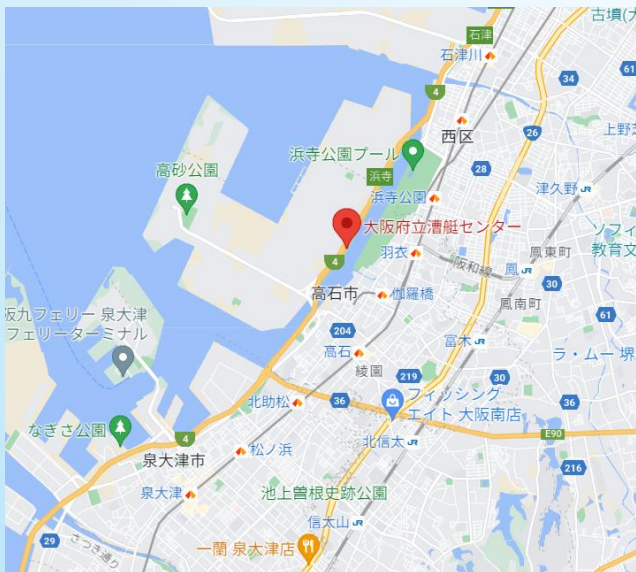 古墳(大
石津
石津川
61
34
4
西区
26
上野芝
浜寺公園プール
28
高砂公園
浜寺
浜寺公園
津久野 JR
大阪府立漕艇センター
ソフィ
教育文
羽衣
鳳東町
4
阪和線
鳳 JR
30
高石市
伽羅橋
鳳南町
阪九フェリー 泉大津
フェリーターミナル
204
61
富木 JR
高石
ラ・ムー 堺
綾園
219
30
フィッシング
エイト 大阪南店
北助松
36
36
なぎさ公園
4
E90
北信太 JR
松ノ浜
泉大津市
216
泉大津
池上曽根史跡公園
信太山 JR
29
さつき通り
一蘭 泉大津店